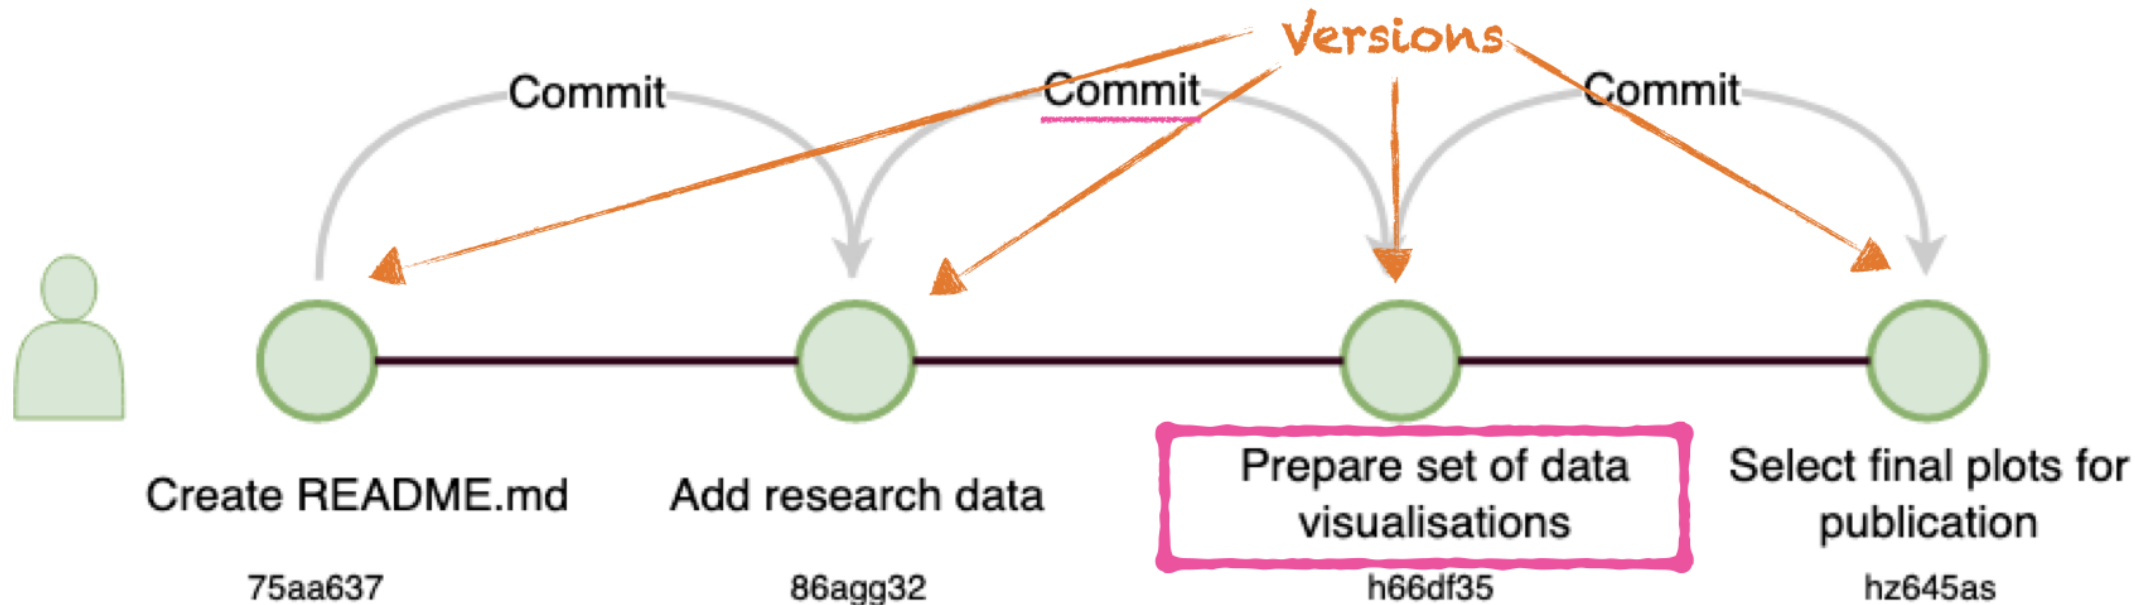 Versions
Commit
Commit
Commit
Create README.md
Add research data
Prepare set of data
visualisations
Select final plots for
publication
75aa637
86agg32
h66df35
hz645as